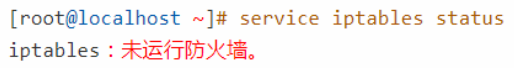 [root@localhost ~]# service iptables status
iptables：未运行防火墙。